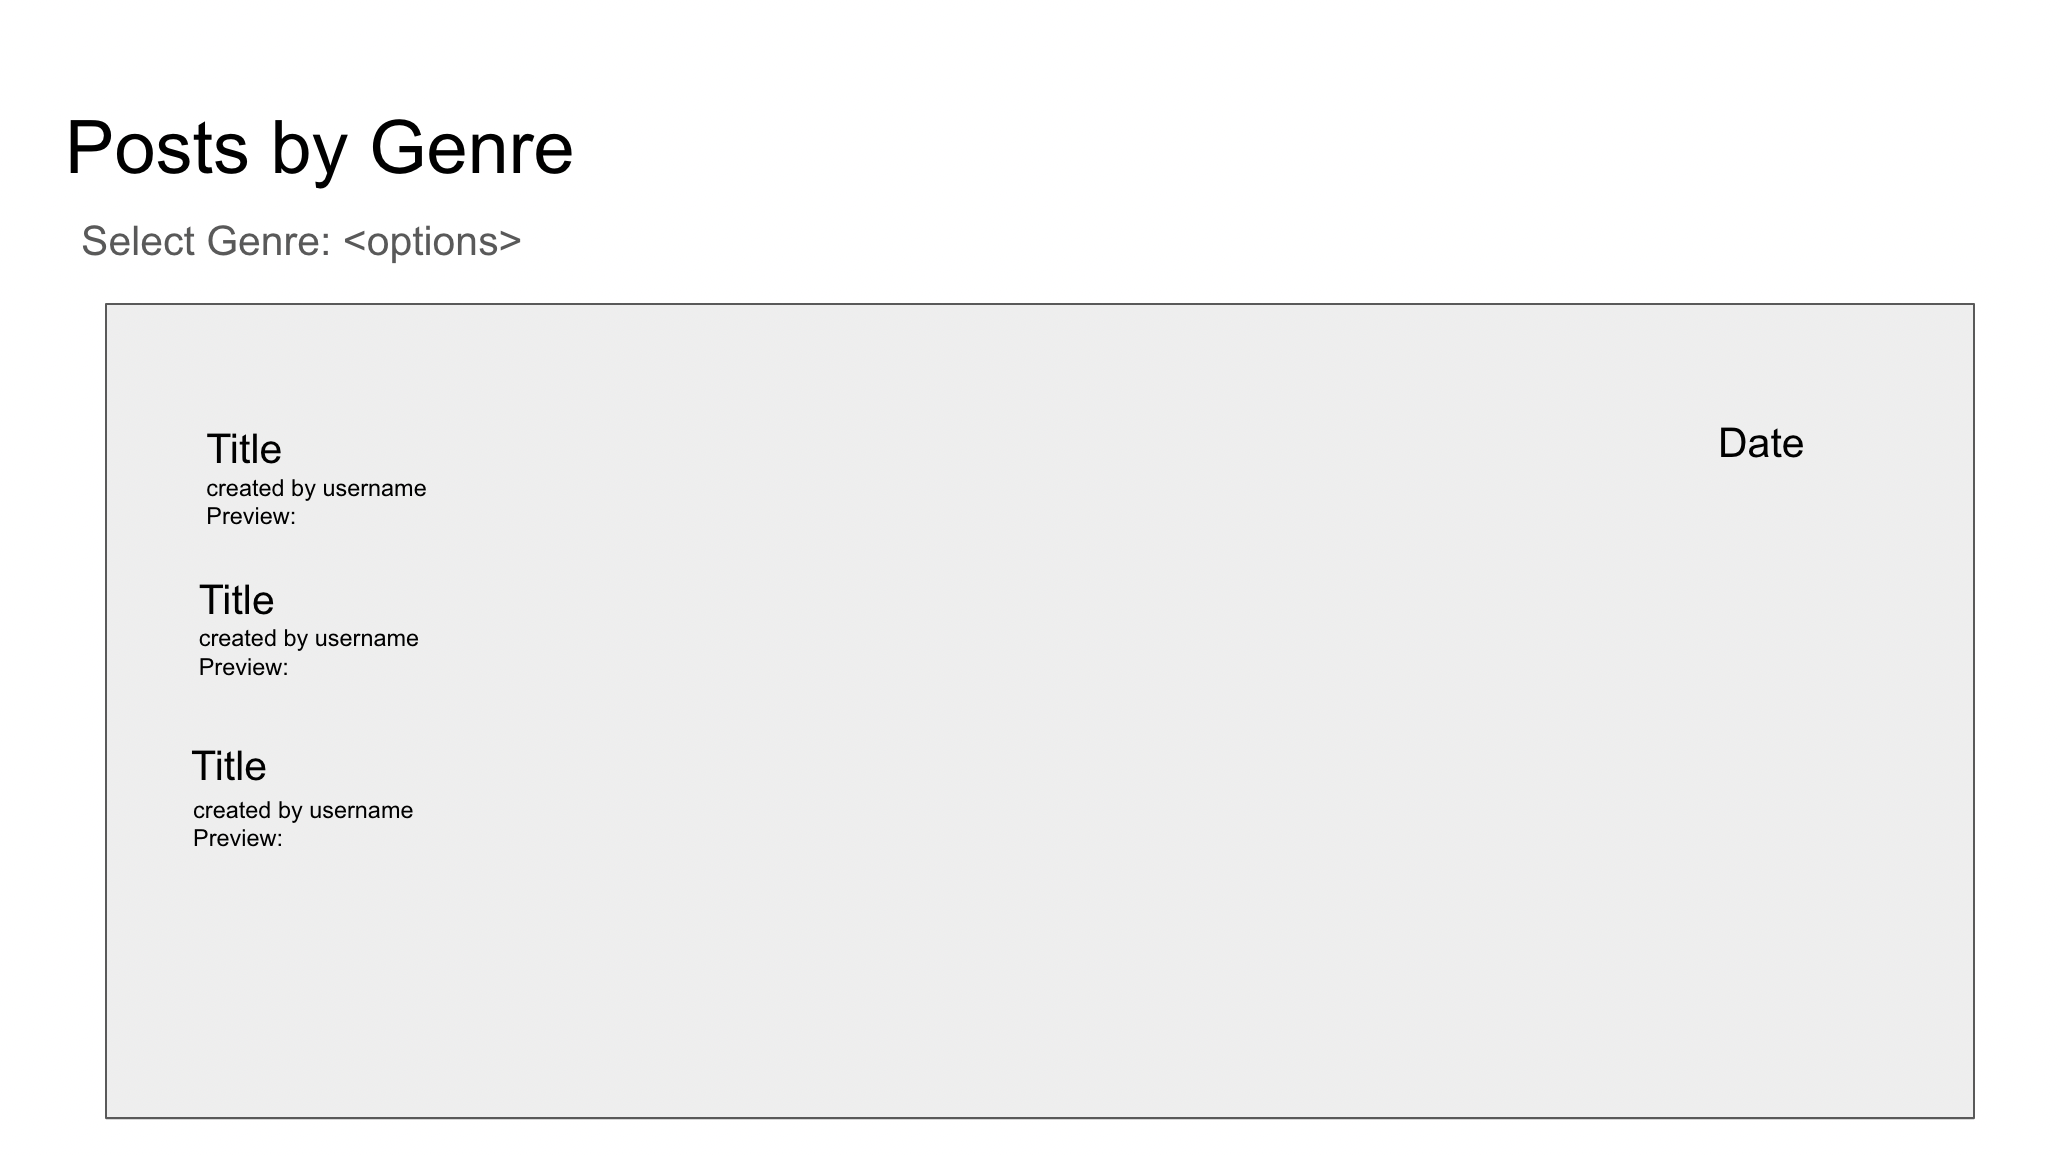 Posts by Genre
Select Genre: <options>
Title
Date
created by username
Preview:
Title
created by username
Preview:
Title
created by username
Preview: